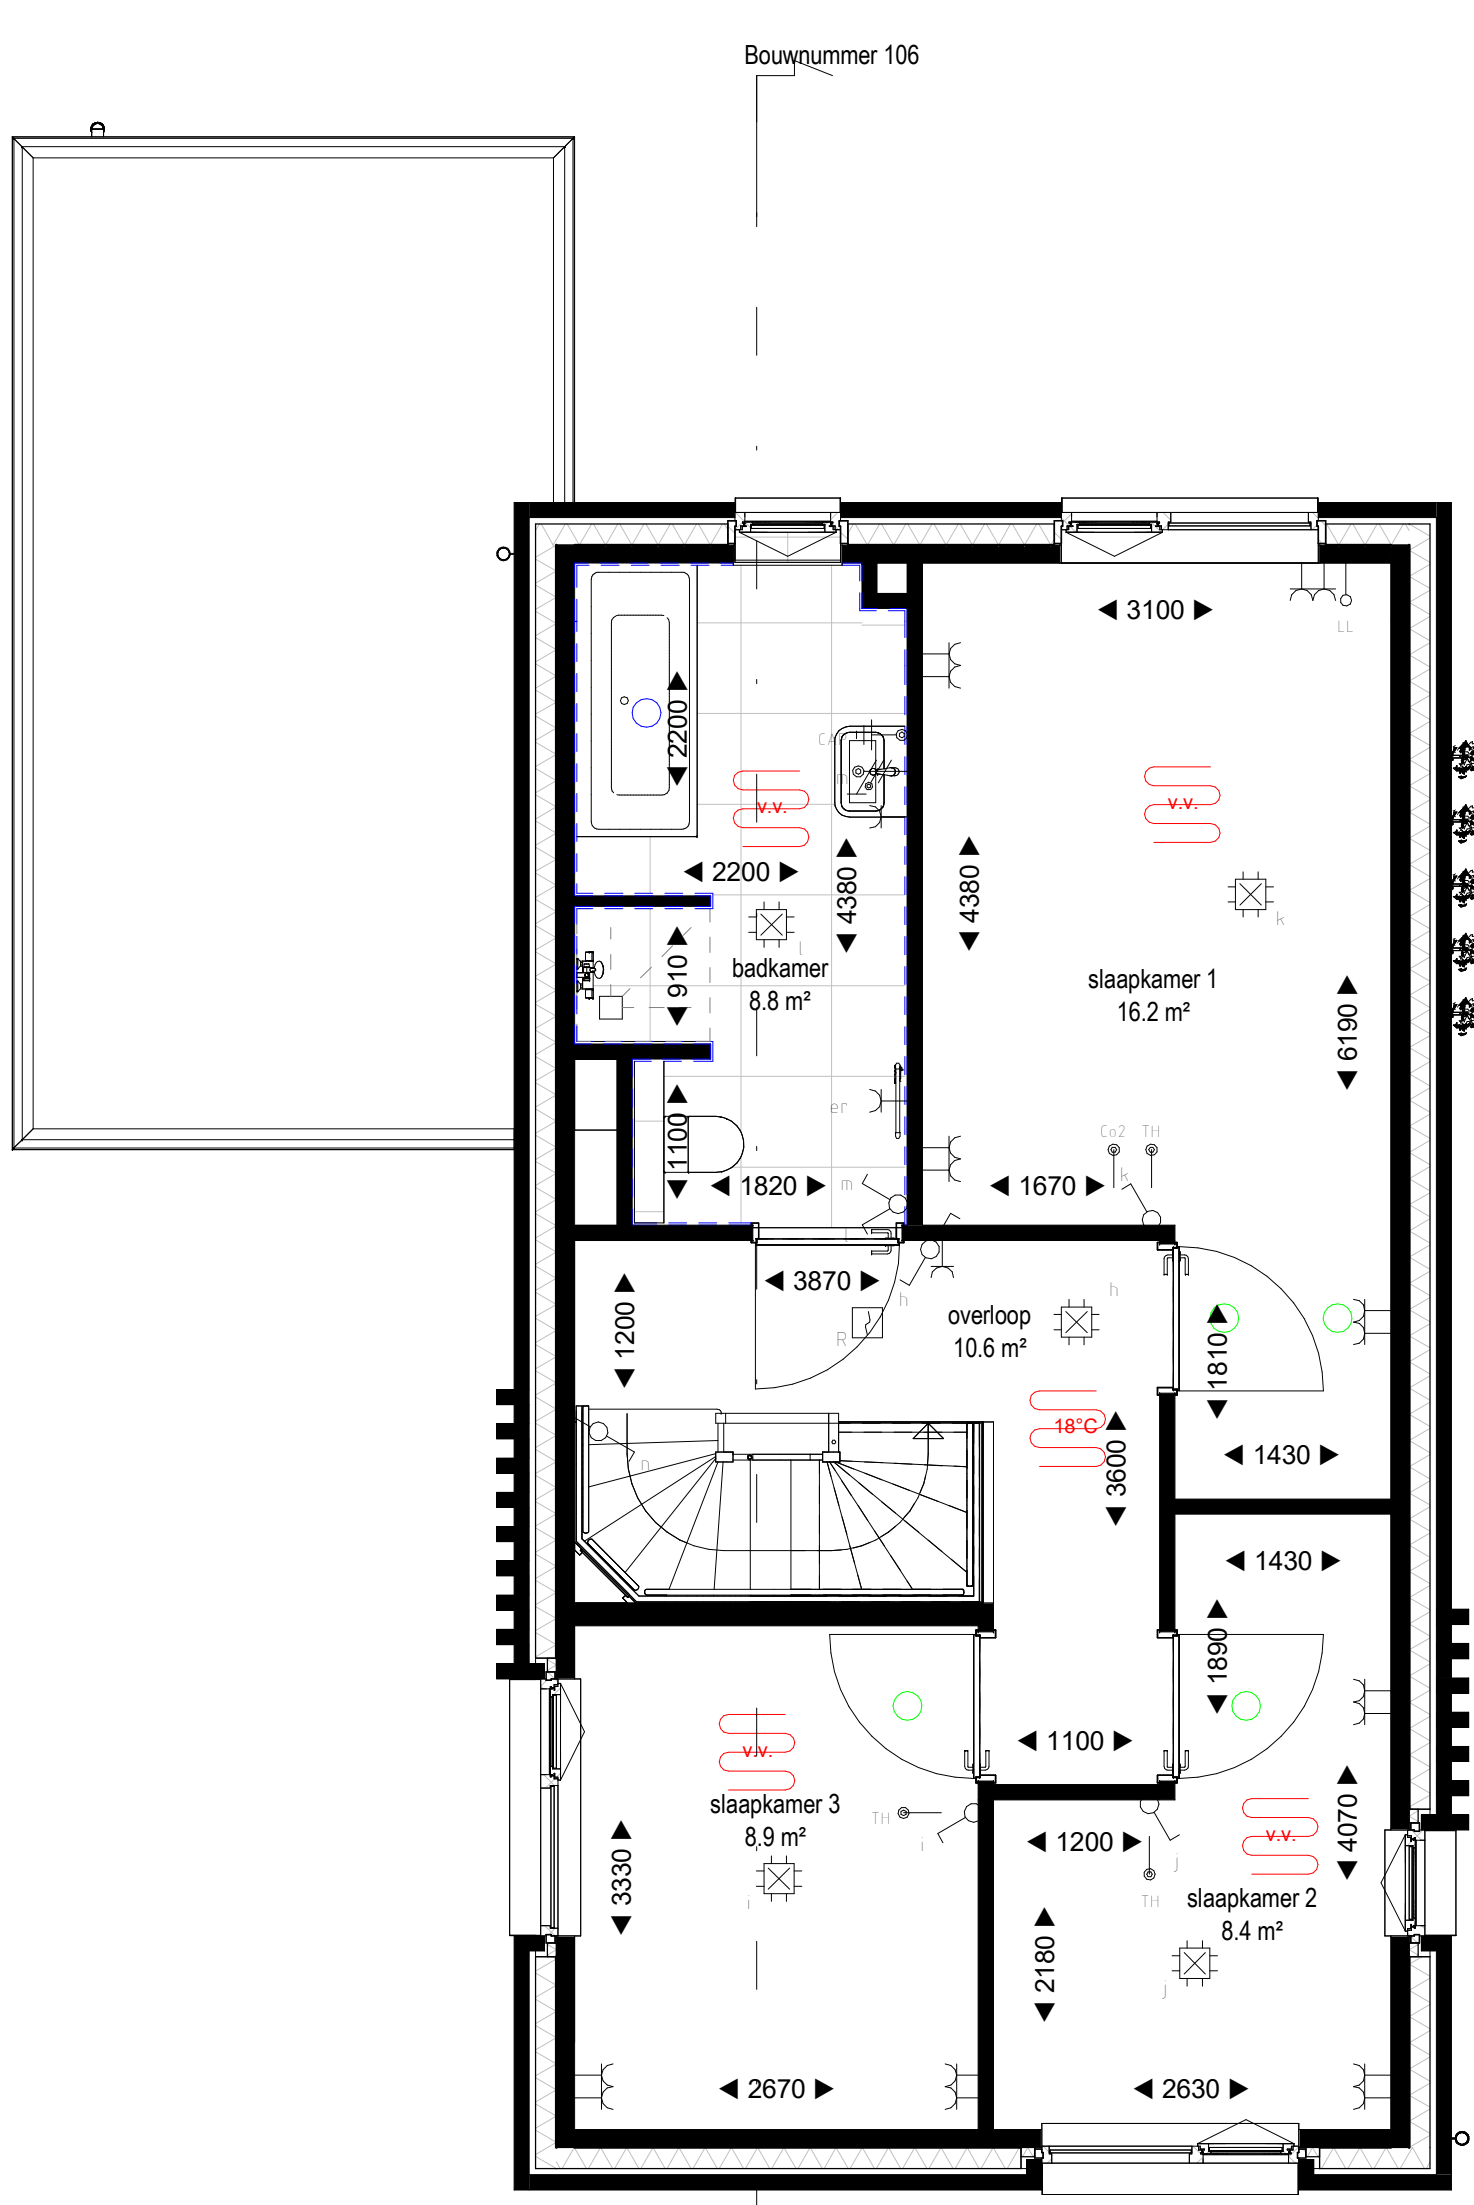 Bouwnummer 106
3100
LL
2200
CAP
m
v.v.
v.v.
2200
4380
4380
k
l
910
badkamer
8.8 m²
slaapkamer 1
16.2 m²
6190
er
1100
Co2
TH
1820
m
1670
k
l
3870
h
h
1200
R
overloop
10.6 m²
1810
18°C
3600
1430
n
1430
1890
1100
v.v.
slaapkamer 3
8.9 m²
TH
i
i
3330
1200
j
TH
v.v.
4070
slaapkamer 2
8.4 m²
2180
j
2670
2630